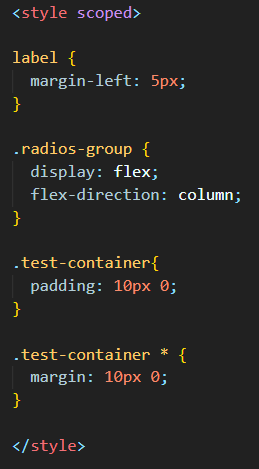 <style scoped>
label {
margin-left: 5px;
}
.radios-group {
display: flex;
flex-direction: column;
}
.test-container{
padding: 10px 0;
}
.test-container * {
margin: 10px 0;
}
</style>